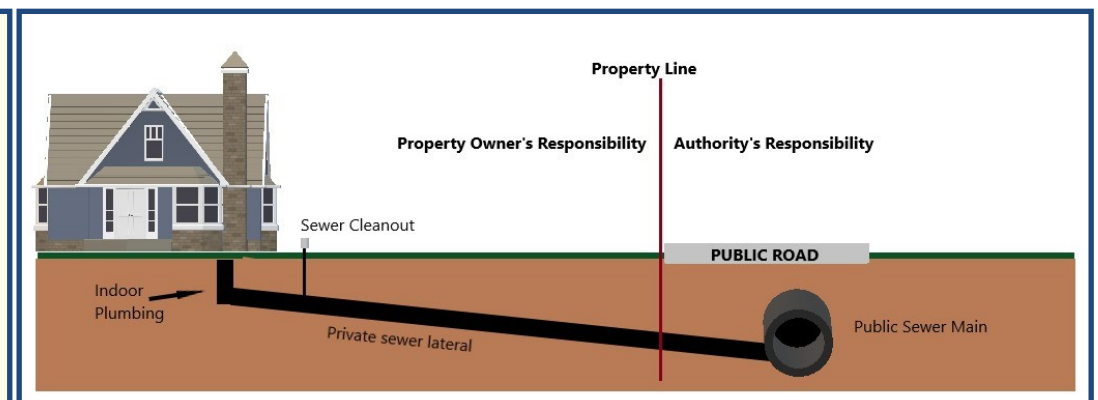 Property Line
Property Owner's Responsibility
Authority's Responsibility
Sewer Cleanout
PUBLIC ROAD
Indoor
Plumbing
Private sewer lateral
Public Sewer Main